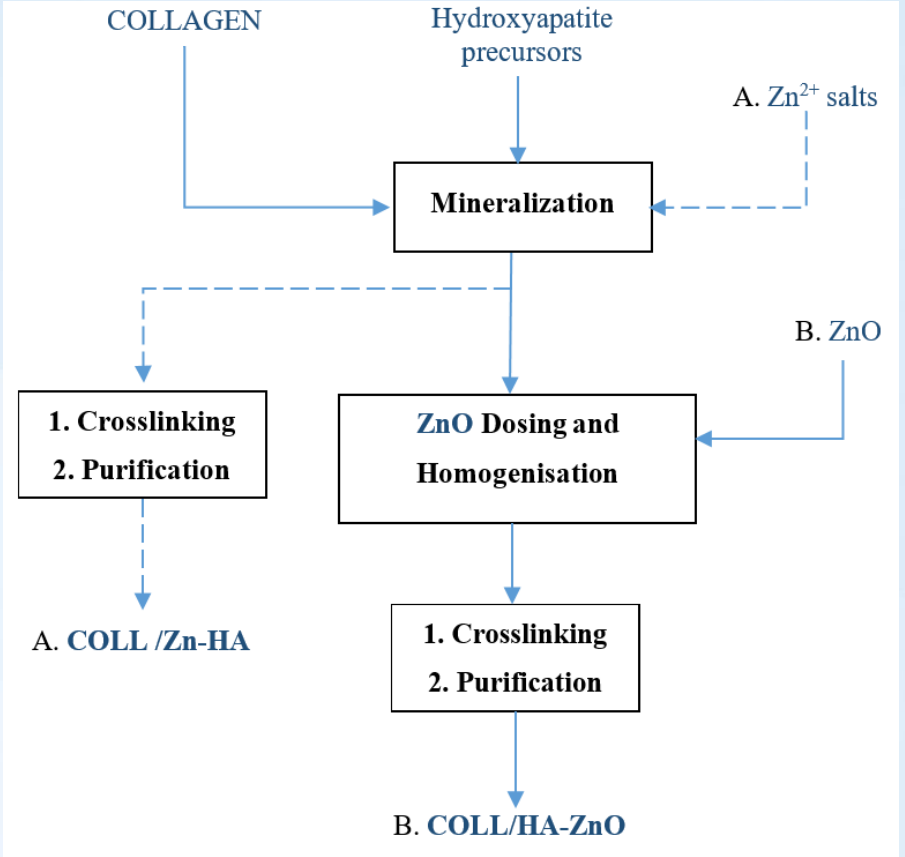 COLLAGEN
Hydroxyapatite
precursors
A. Zn²⁺ salts
Mineralization
B. ZnO
1. Crosslinking
2. Purification
ZnO Dosing and
Homogenisation
A. COLL /Zn-HA
1. Crosslinking
2. Purification
B. COLL/HA-ZnO